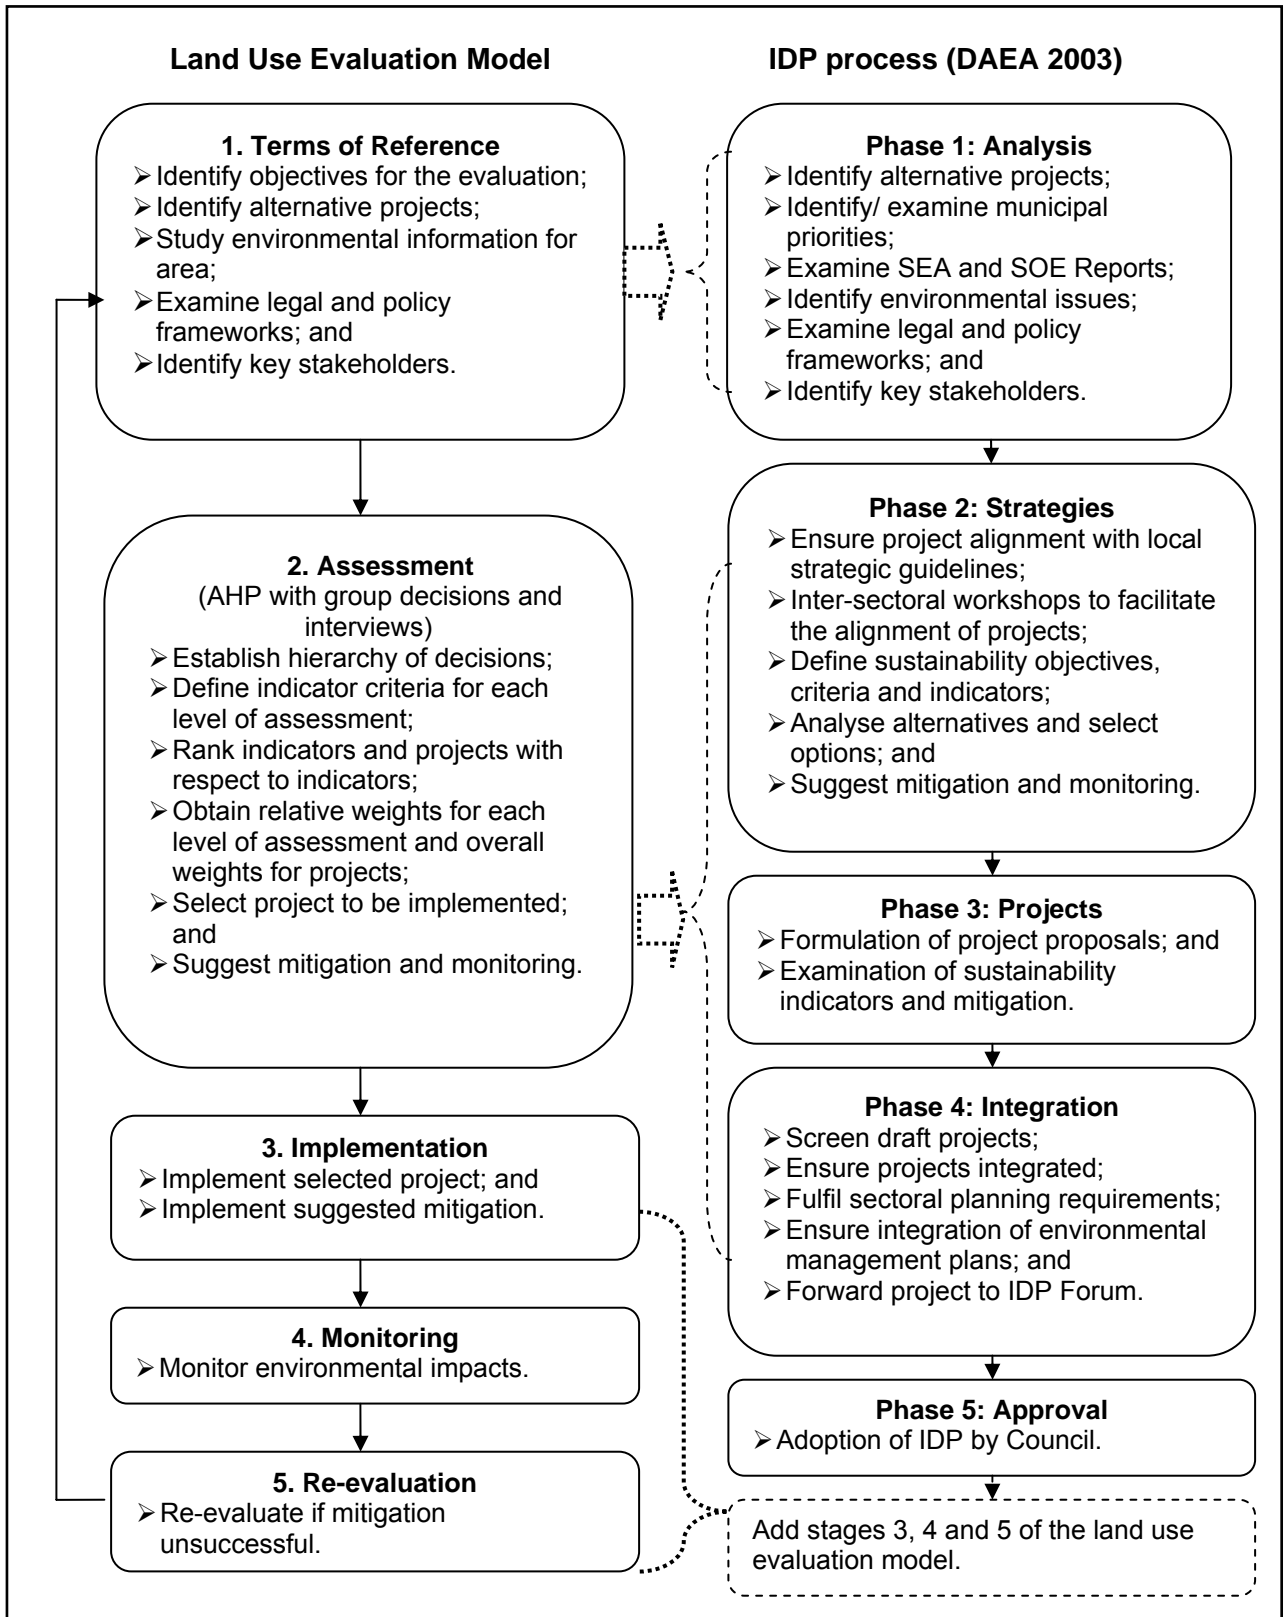 Land Use Evaluation Model
IDP process (DAEA 2003)
1. Terms of Reference
➢ Identify objectives for the evaluation;
➢ Identify alternative projects;
➢ Study environmental information for
area;
➢ Examine legal and policy
frameworks; and
➢ Identify key stakeholders.
2. Assessment
(AHP with group decisions and
interviews)
➢ Establish hierarchy of decisions;
➢ Define indicator criteria for each
level of assessment;
➢ Rank indicators and projects with
respect to indicators;
➢ Obtain relative weights for each
level of assessment and overall
weights for projects;
➢ Select project to be implemented;
and
➢ Suggest mitigation and monitoring.
3. Implementation
➢ Implement selected project; and
➢ Implement suggested mitigation.
4. Monitoring
➢ Monitor environmental impacts.
5. Re-evaluation
➢ Re-evaluate if mitigation
unsuccessful.
Phase 1: Analysis
➢ Identify alternative projects;
➢ Identify/ examine municipal
priorities;
➢ Examine SEA and SOE Reports;
➢ Identify environmental issues;
➢ Examine legal and policy
frameworks; and
➢ Identify key stakeholders.
Phase 2: Strategies
➢ Ensure project alignment with local
strategic guidelines;
➢ Inter-sectoral workshops to facilitate
the alignment of projects;
➢ Define sustainability objectives,
criteria and indicators;
➢ Analyse alternatives and select
options; and
➢ Suggest mitigation and monitoring.
Phase 3: Projects
➢ Formulation of project proposals; and
➢ Examination of sustainability
indicators and mitigation.
Phase 4: Integration
➢ Screen draft projects;
➢ Ensure projects integrated;
➢ Fulfil sectoral planning requirements;
➢ Ensure integration of environmental
management plans; and
➢ Forward project to IDP Forum.
Phase 5: Approval
➢ Adoption of IDP by Council.
Add stages 3, 4 and 5 of the land use
evaluation model.